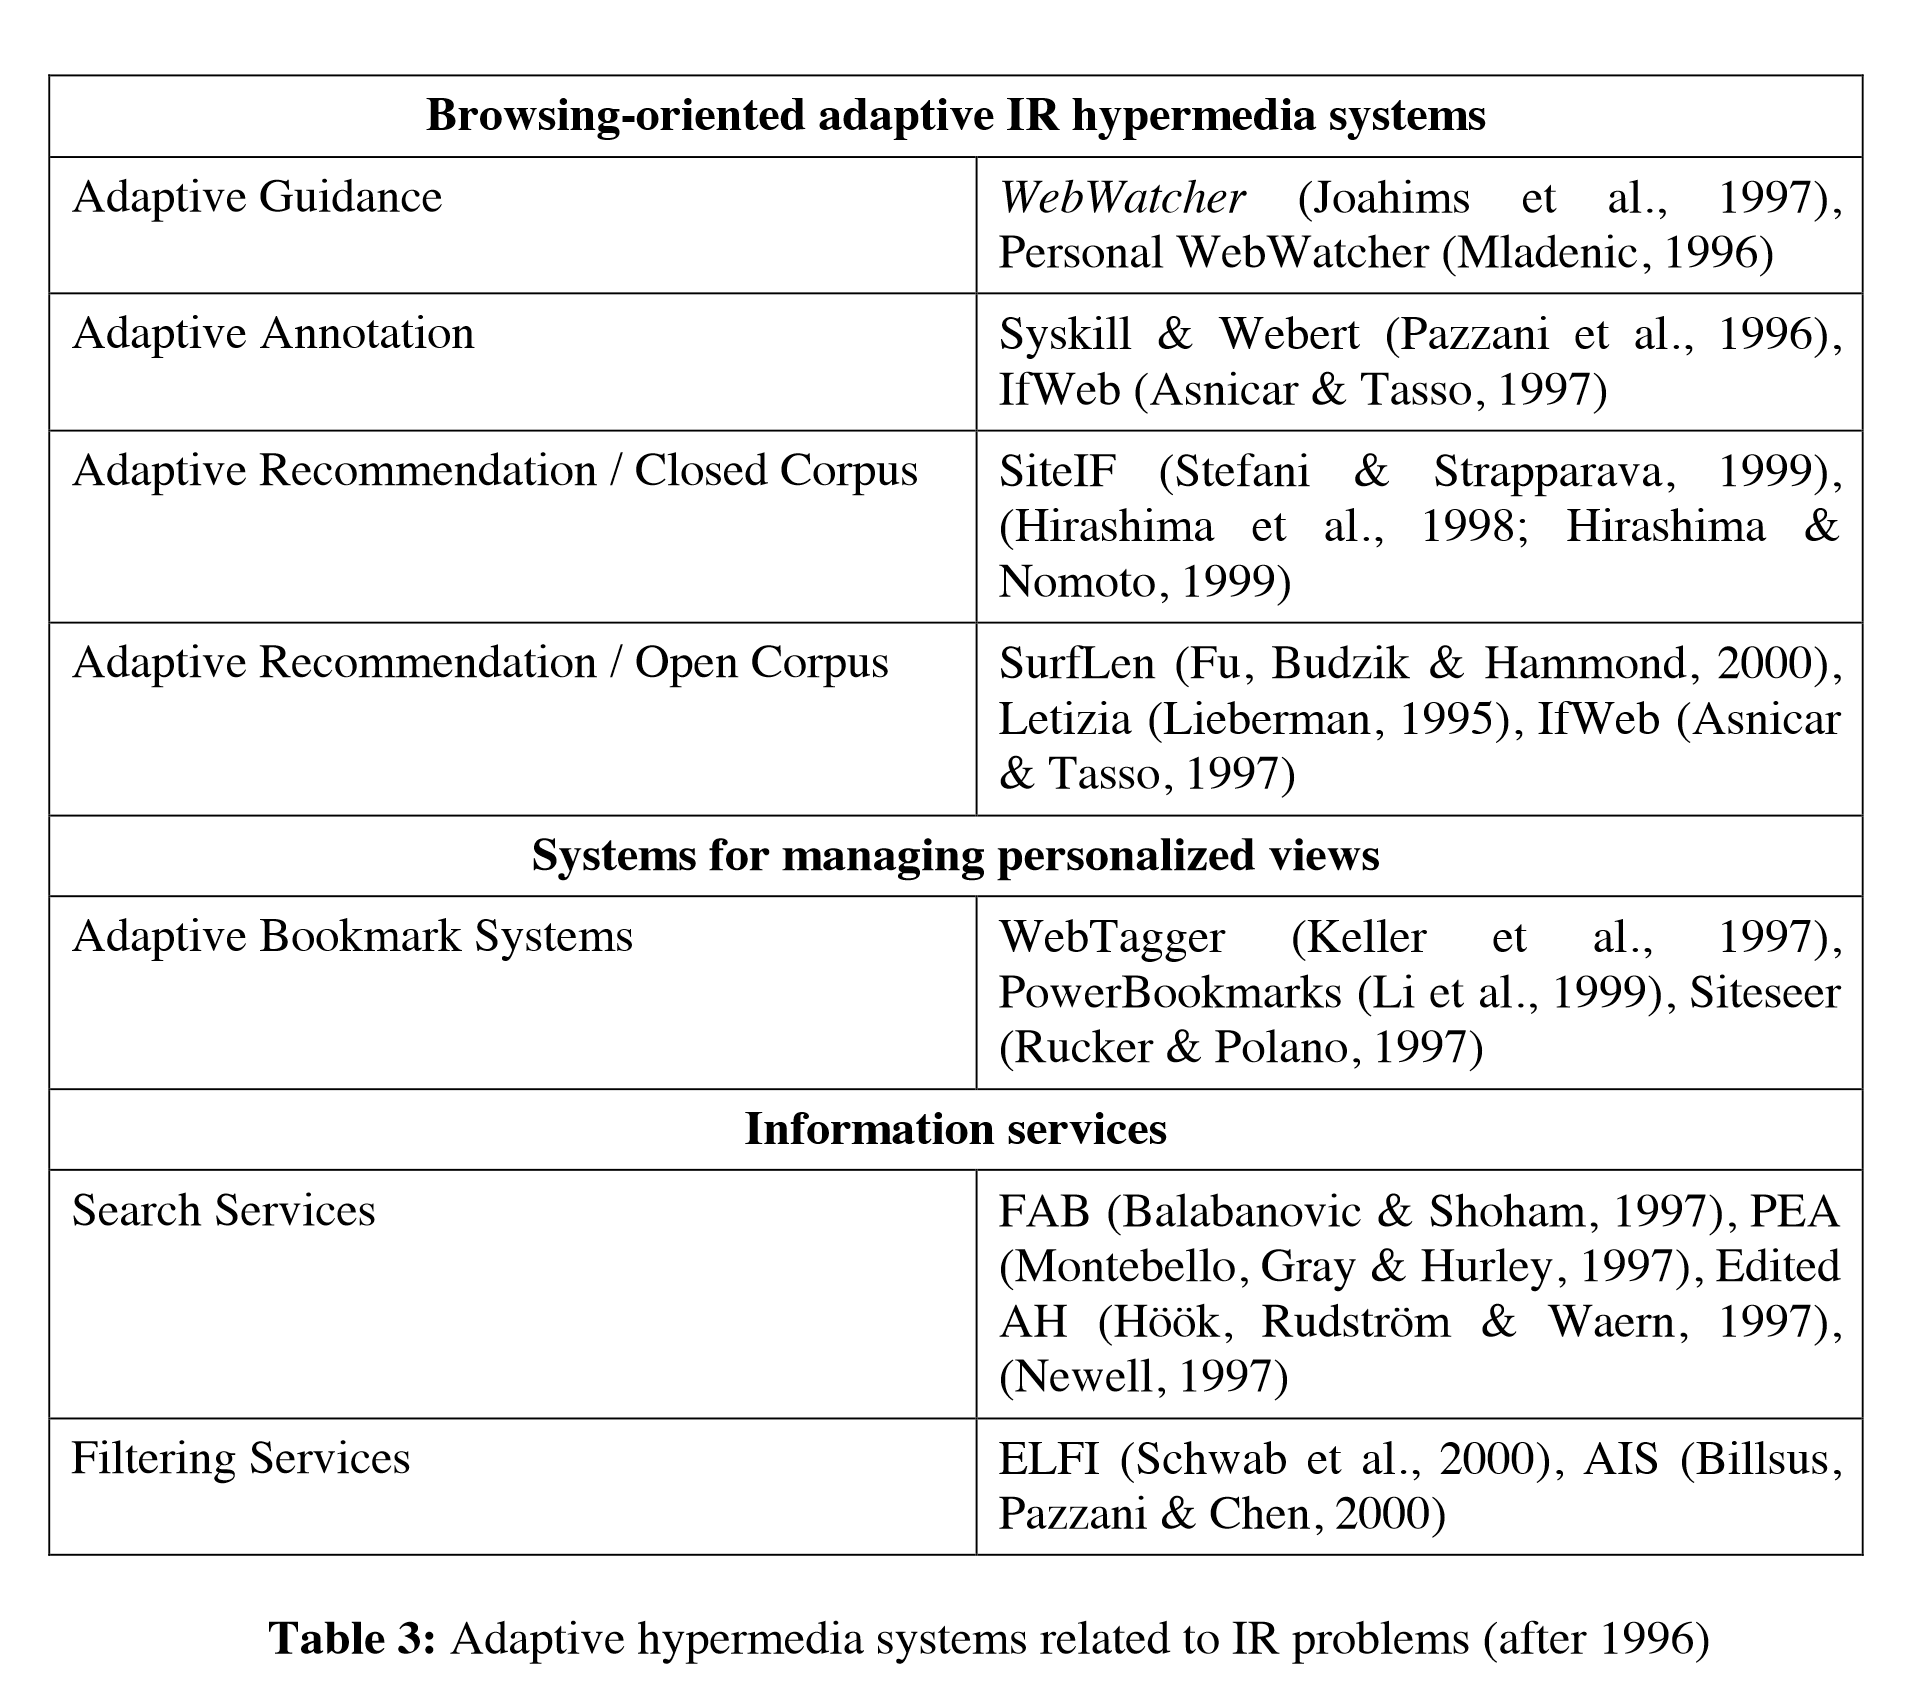 Browsing-oriented adaptive IR hypermedia systems
Adaptive Guidance
WebWatcher (Joahims et al., 1997),
Personal WebWatcher (Mladenic, 1996)
Adaptive Annotation
Syskill & Webert (Pazzani et al., 1996),
IfWeb (Asnicar & Tasso, 1997)
Adaptive Recommendation / Closed Corpus
SiteIF (Stefani & Strapparava, 1999),
(Hirashima et al., 1998; Hirashima &
Nomoto, 1999)
Adaptive Recommendation / Open Corpus
SurfLen (Fu, Budzik & Hammond, 2000),
Letizia (Lieberman, 1995), IfWeb (Asnicar
& Tasso, 1997)
Systems for managing personalized views
Adaptive Bookmark Systems
WebTagger (Keller et al., 1997),
PowerBookmarks (Li et al., 1999), Siteseer
(Rucker & Polano, 1997)
Information services
Search Services
FAB (Balabanovic & Shoham, 1997), PEA
(Montebello, Gray & Hurley, 1997), Edited
AH (Höök, Rudström & Waern, 1997),
(Newell, 1997)
Filtering Services
ELFI (Schwab et al., 2000), AIS (Billsus,
Pazzani & Chen, 2000)
Table 3: Adaptive hypermedia systems related to IR problems (after 1996)